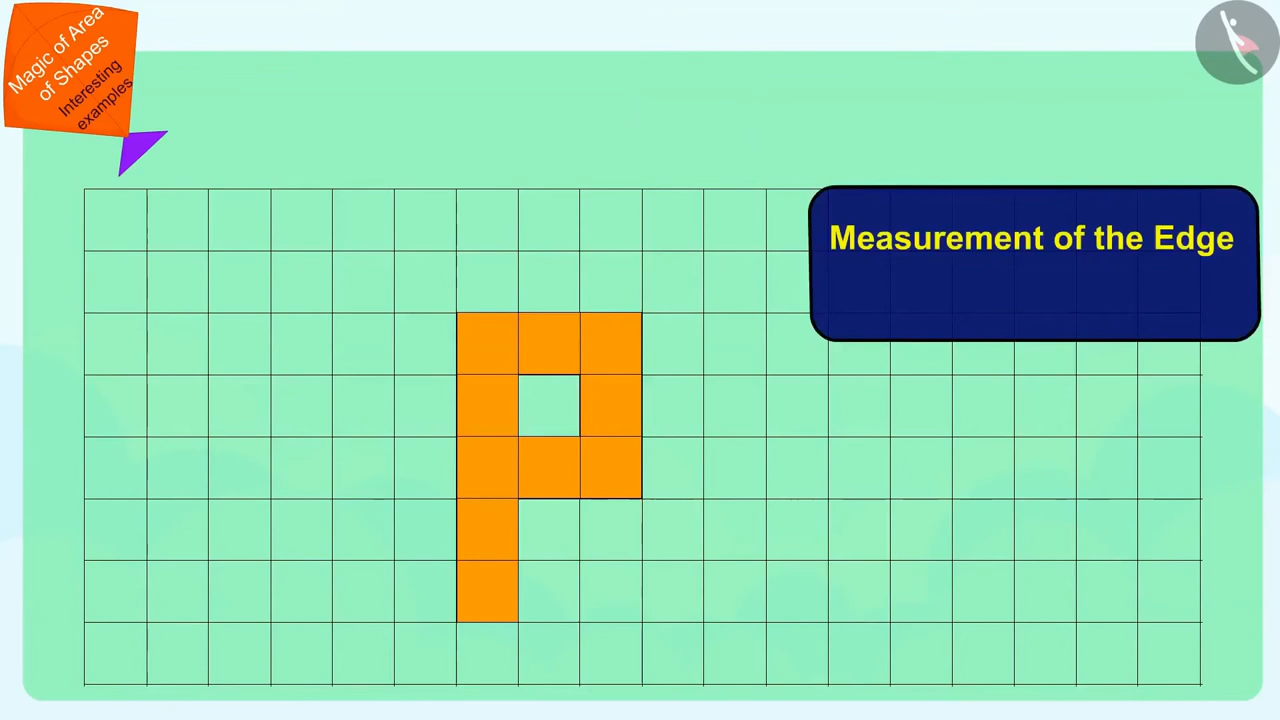 Magic of Area
of Shapes
Interesting
examples
Measurement of the Edge